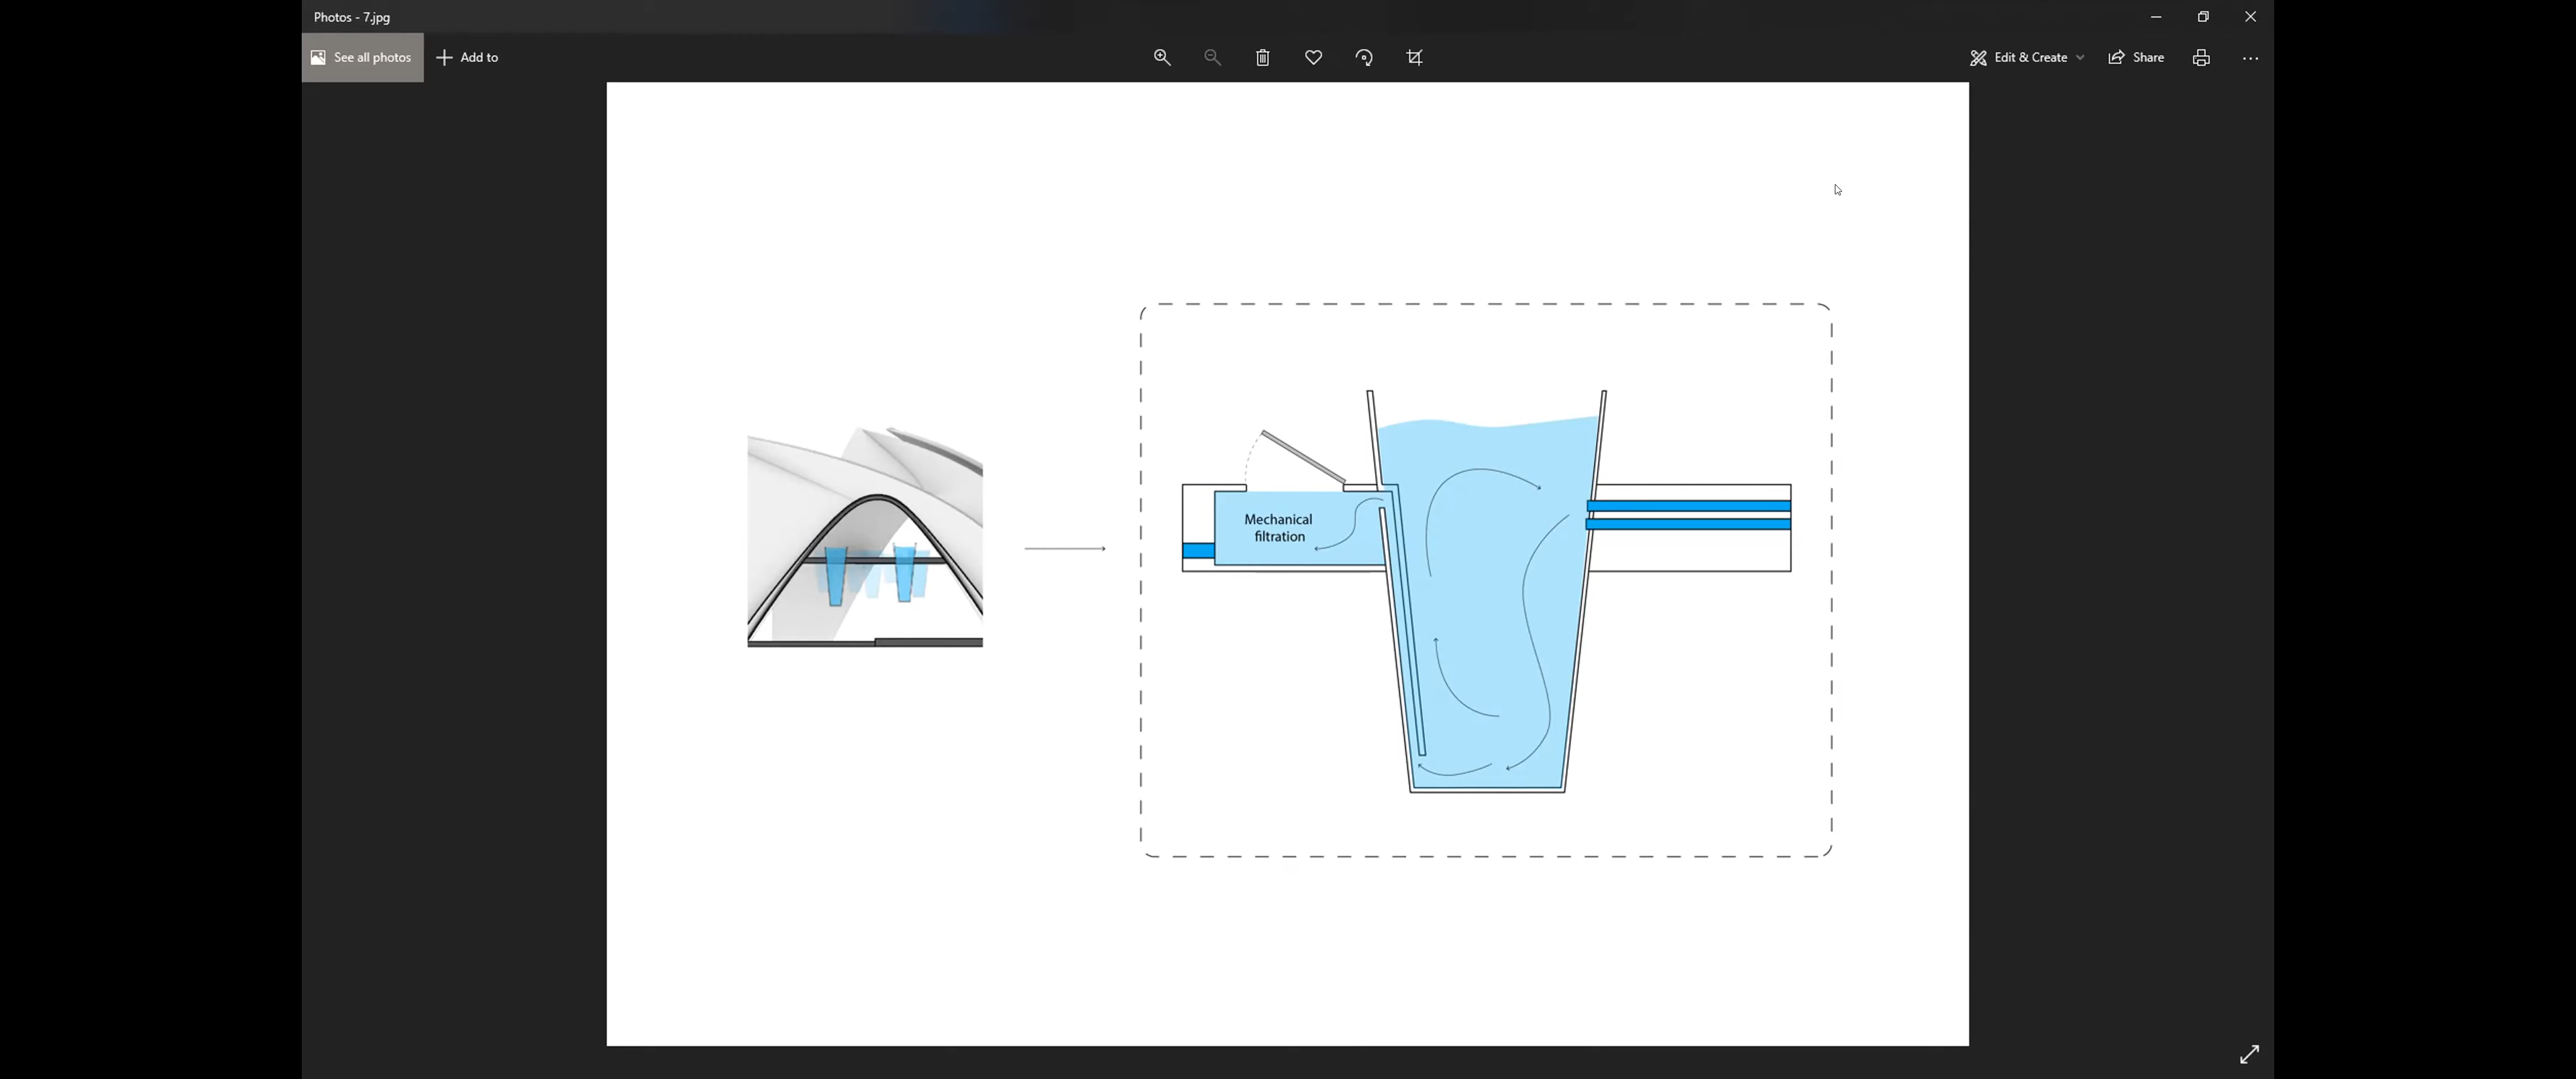 Photos - 7.jpg
See all photos
Add to
Edit & Create
Share
Mechanical
filtration